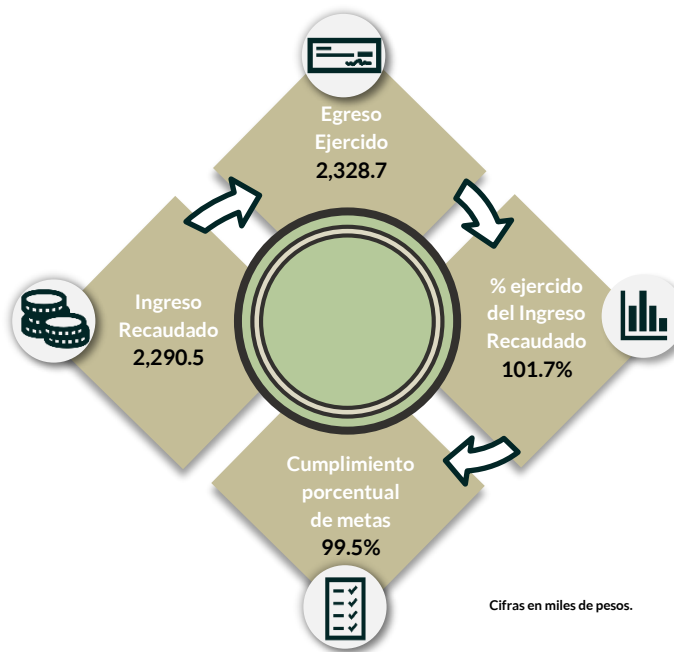 Egreso
Ejercido
2,328.7
Ingreso
Recaudado
2,290.5
% ejercido
del Ingreso
Recaudado
101.7%
Cumplimiento
porcentual
de metas
99.5%
Cifras en miles de pesos.